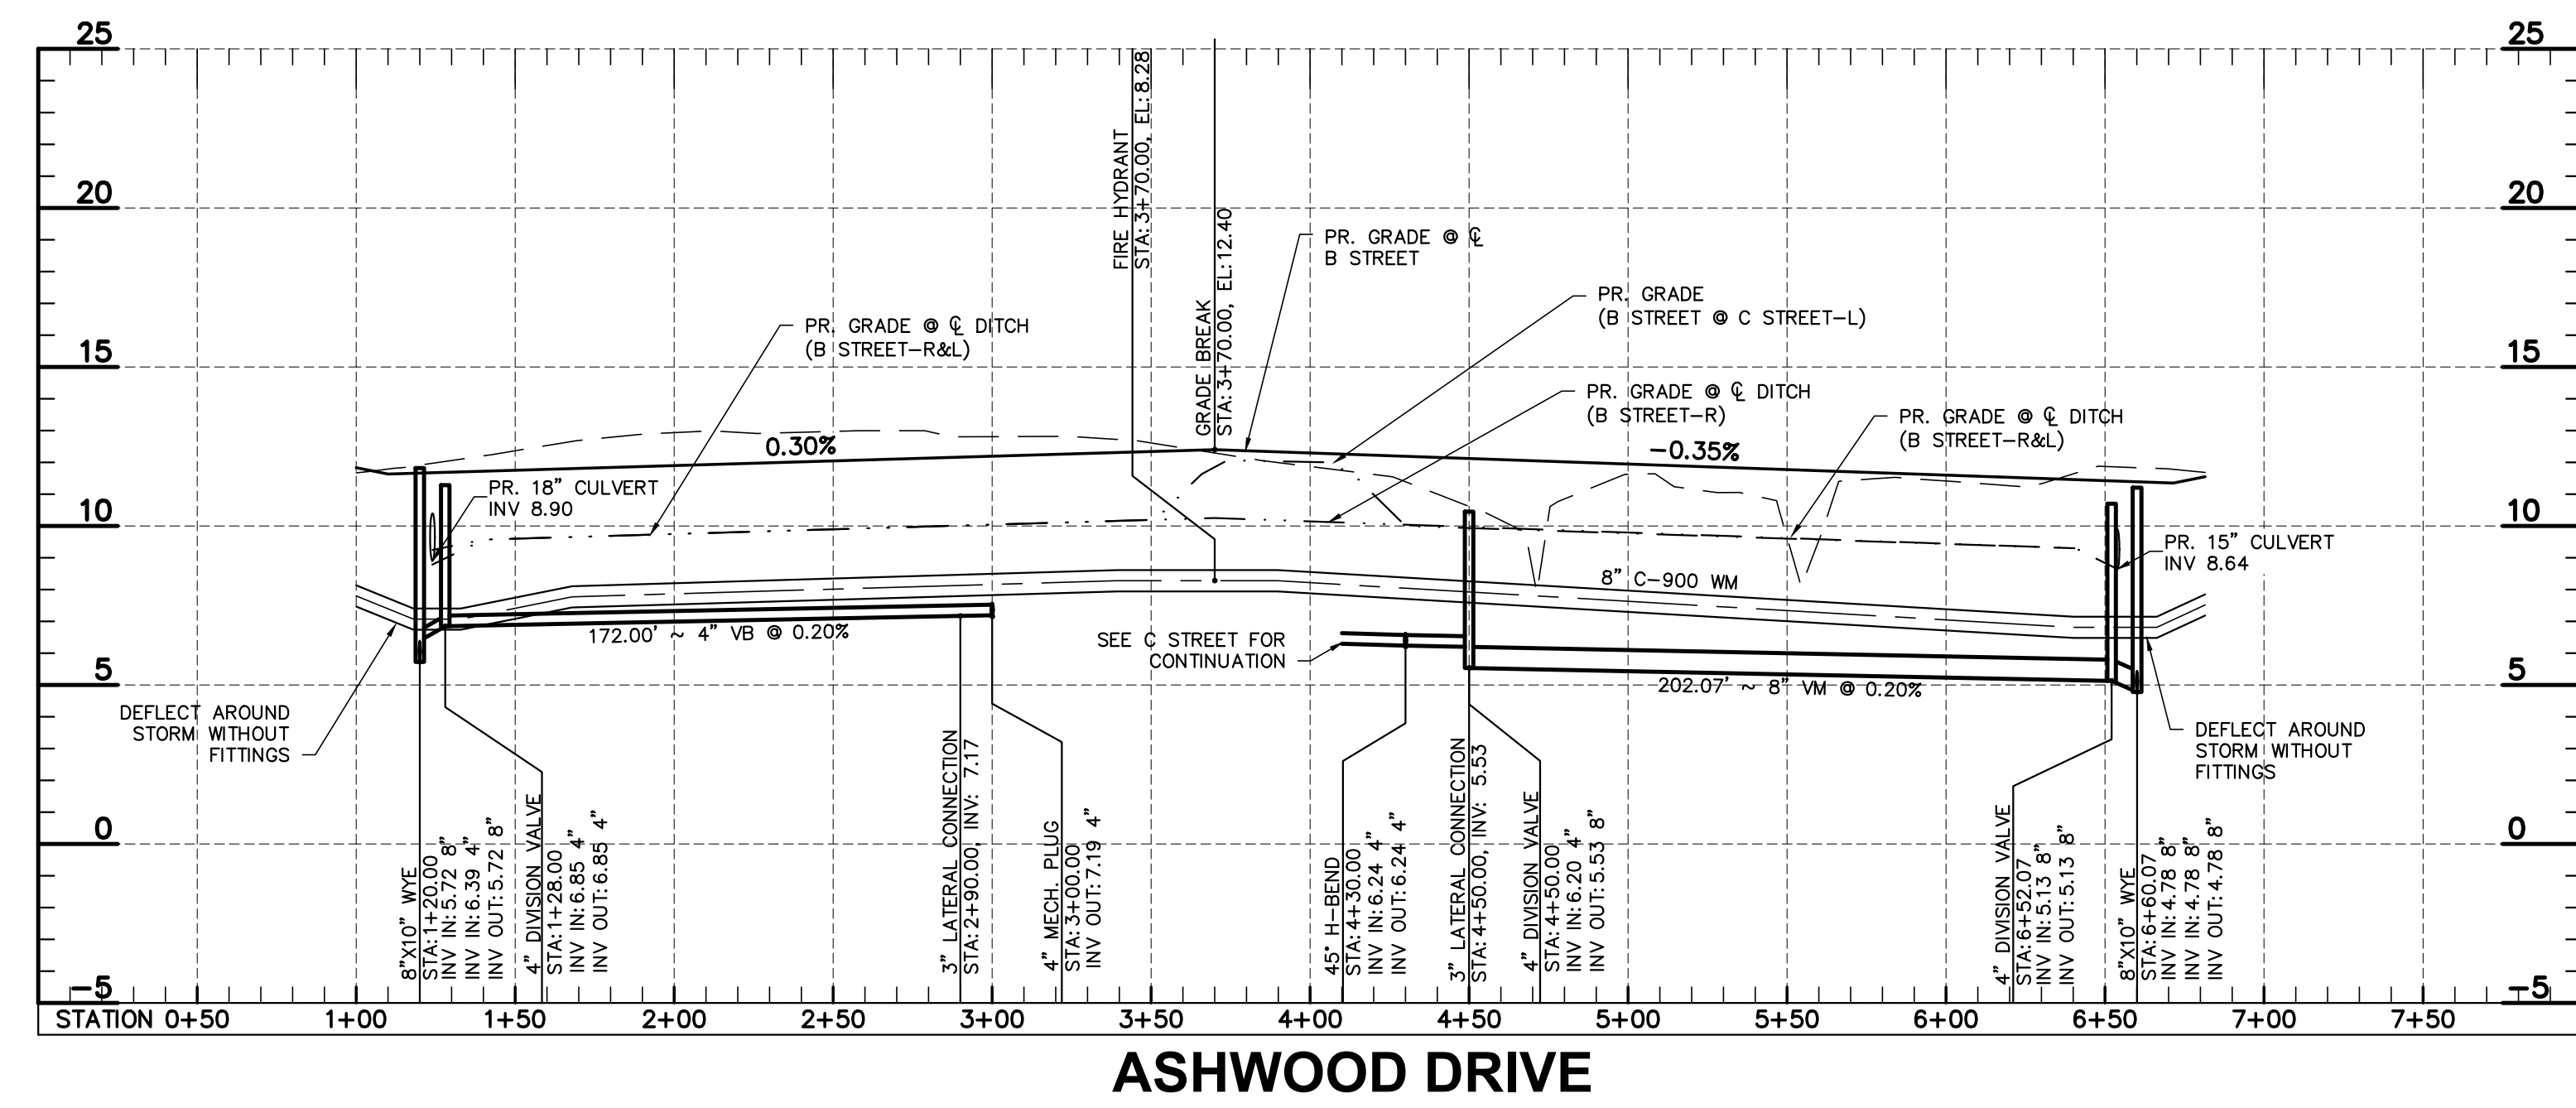 25
25
20
20
15
15
10
10
5
5
0
0
-5
-5
FIRE HYDRANT
STA: 3+70.00, EL: 8.28
GRADE BREAK
STA: 3+70.00, EL: 12.40
PR. GRADE @ ℄
B STREET
PR. GRADE
(B STREET @ C STREET-L)
PR. GRADE @ ℄ DITCH
(B STREET-R&L)
PR. GRADE @ ℄ DITCH
(B STREET-R)
PR. GRADE @ ℄ DITCH
(B STREET-R&L)
0.30%
-0.35%
PR. 18" CULVERT
INV 8.90
PR. 15" CULVERT
INV 8.64
8" C-900 WM
172.00' ~ 4" VB @ 0.20%
SEE C STREET FOR
CONTINUATION
202.07' ~ 8" VM @ 0.20%
DEFLECT AROUND
STORM WITHOUT
FITTINGS
DEFLECT AROUND
STORM WITHOUT
FITTINGS
8"X10" WYE
STA: 1+20.00
INV IN: 5.72 8"
INV IN: 6.39 4"
INV OUT: 5.72 8"
4" DIVISION VALVE
STA: 1+28.00
INV IN: 6.85 4"
INV OUT: 6.85 4"
3" LATERAL CONNECTION
STA: 2+90.00, INV: 7.17
4" MECH. PLUG
STA: 3+00.00
INV OUT: 7.19 4"
45° H-BEND
STA: 4+30.00
INV IN: 6.24 4"
INV OUT: 6.24 4"
3" LATERAL CONNECTION
STA: 4+50.00, INV: 5.53
4" DIVISION VALVE
STA: 4+50.00
INV IN: 6.20 4"
INV OUT: 5.53 8"
4" DIVISION VALVE
STA: 6+52.07
INV IN: 5.13 8"
INV OUT: 5.13 8"
8"X10" WYE
STA: 6+60.07
INV IN: 4.78 8"
INV IN: 4.78 8"
INV OUT: 4.78 8"
STATION 0+50 1+00 1+50 2+00 2+50 3+00 3+50 4+00 4+50 5+00 5+50 6+00 6+50 7+00 7+50
ASHWOOD DRIVE